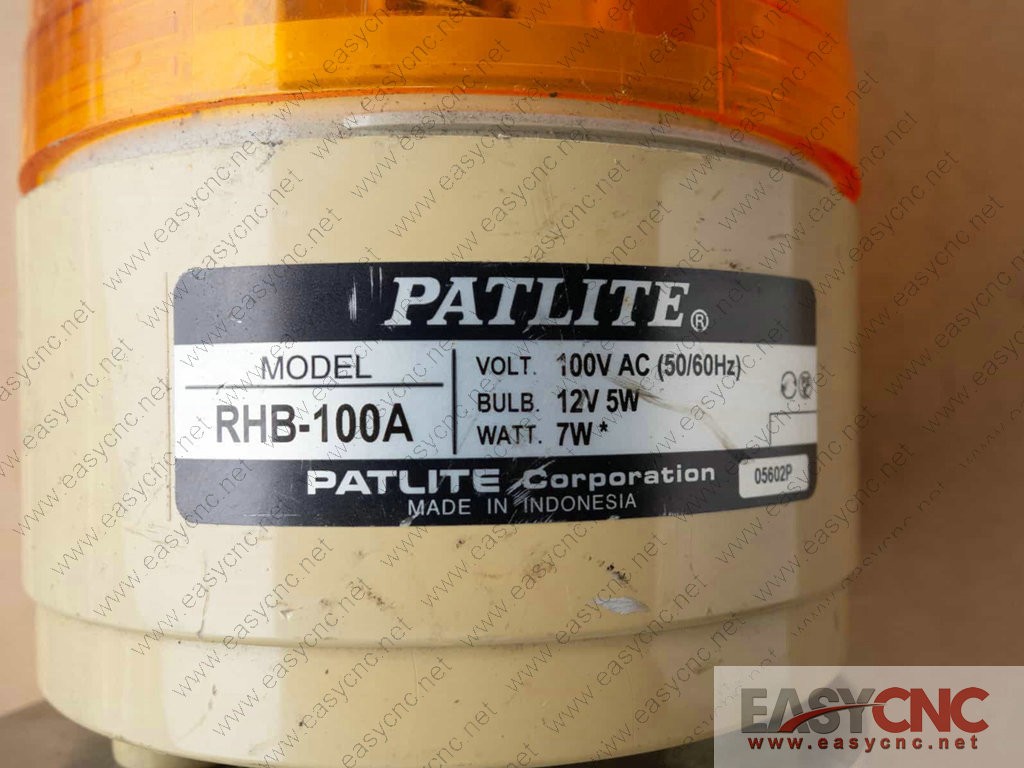 PATLITE®
MODEL
RHB-100A
VOLT. 100V AC (50/60Hz)
BULB. 12V 5W
WATT. 7W*
PATLITE Corporation
05602P
MADE IN INDONESIA
EASYCNC
www.easycnc.net